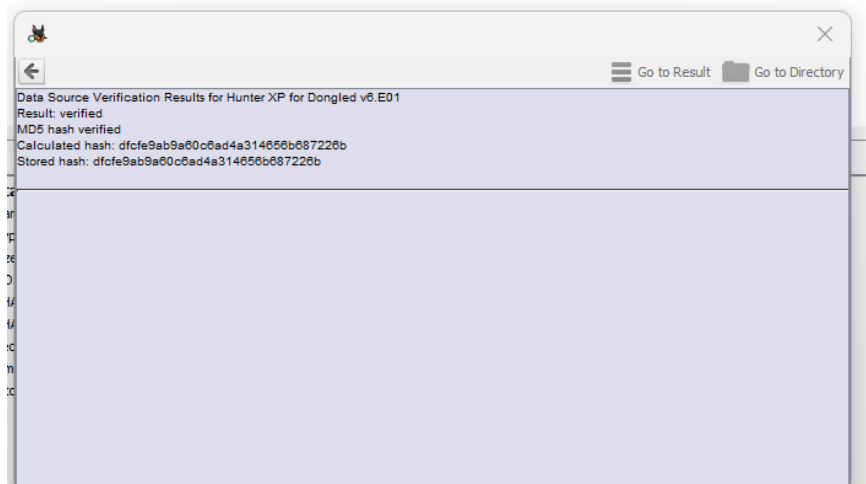 Go to Result Go to Directory
Data Source Verification Results for Hunter XP for Dongled v6.E01
Result: verified
MD5 hash verified
Calculated hash: dfcfe9ab9a60c6ad4a314656b687226b
Stored hash: dfcfe9ab9a60c6ad4a314656b687226b